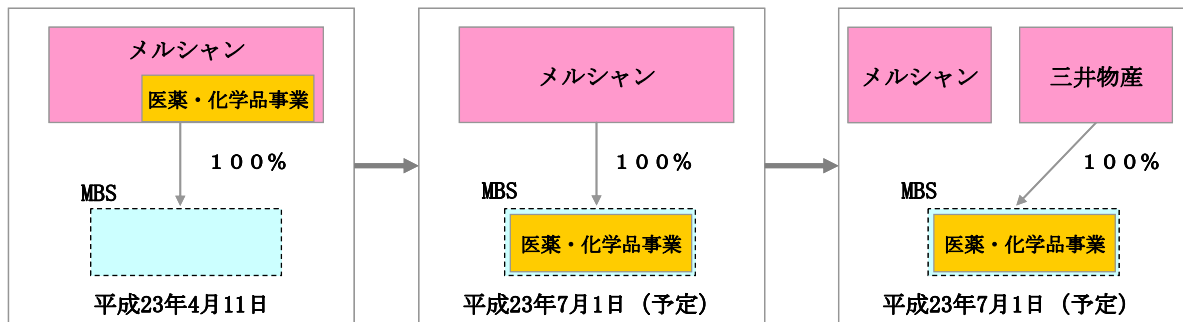 メルシャン
医薬・化学品事業
１００%
MBS
平成23年4月11日
メルシャン
１００%
MBS
医薬・化学品事業
平成23年7月1日（予定）
メルシャン
三井物産
１００%
MBS
医薬・化学品事業
平成23年7月1日（予定）